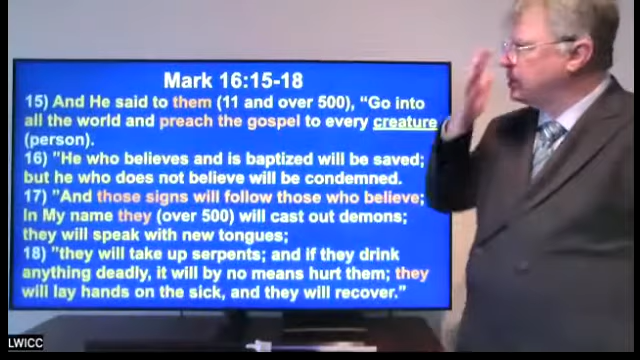 Mark 16:15-18
15) And He said to them (11 and over 500), “Go into
all the world and preach the gospel to every creature
(person).
16) "He who believes and is baptized will be saved;
but he who does not believe will be condemned.
17) "And those signs will follow those who believe;
In My name they (over 500) will cast out demons;
they will speak with new tongues;
18) "they will take up serpents; and if they drink
anything deadly, it will by no means hurt them; they
will lay hands on the sick, and they will recover.”
LWICC